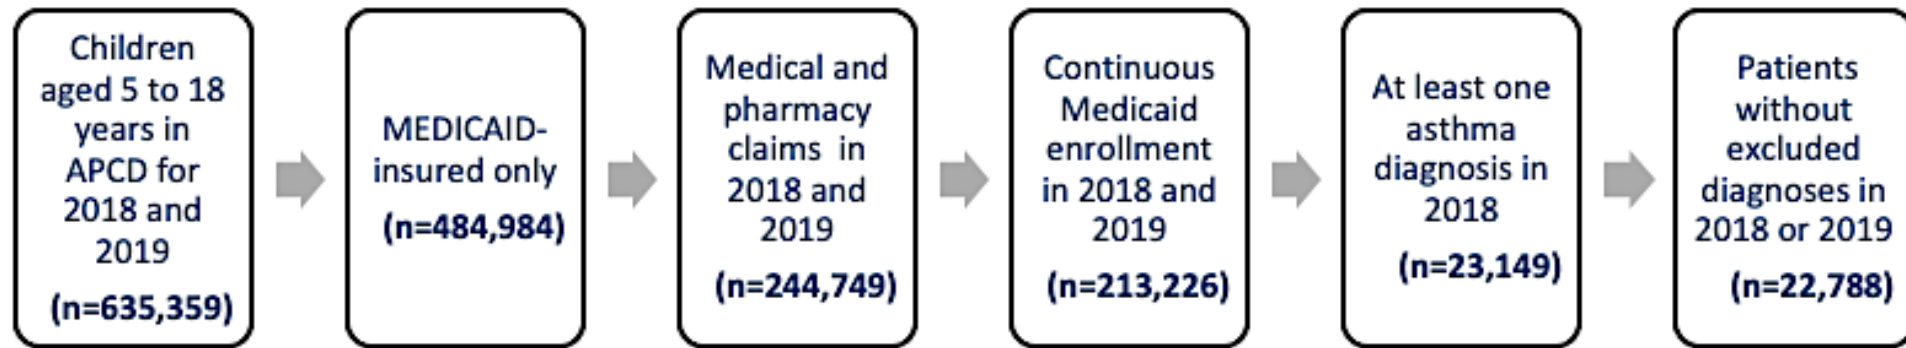 Children
aged 5 to 18
years in
APCD for
2018 and
2019
(n=635,359)
MEDICAID-
insured only
(n=484,984)
Medical and
pharmacy
claims in
2018 and
2019
(n=244,749)
Continuous
Medicaid
enrollment
in 2018 and
2019
(n=213,226)
At least one
asthma
diagnosis in
2018
(n=23,149)
Patients
without
excluded
diagnoses in
2018 or 2019
(n=22,788)